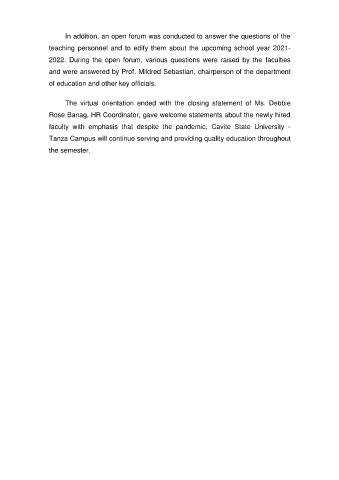 In addition, an open forum was conducted to answer the questions of the
teaching personnel and to edify them about the upcoming school year 2021-
2022. During the open forum, various questions were raised by the faculties
and were answered by Prof. Mildred Sebastian, chairperson of the department
of education and other key officials.
The virtual orientation ended with the closing statement of Ms. Debbie
Rose Banag, HR Coordinator, gave welcome statements about the newly hired
faculty with emphasis that despite the pandemic, Cavite State University -
Tanza Campus will continue serving and providing quality education throughout
the semester.